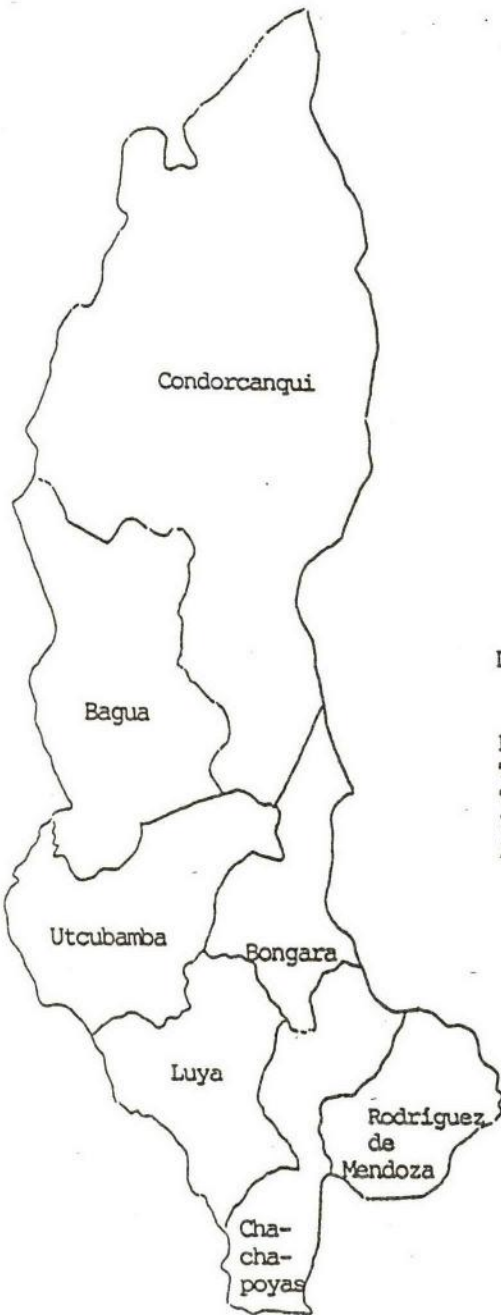 Condorcanqui
Bagua
Utcubamba
Bongara
Luya
Rodríguez
de
Mendoza
Cha-
cha-
poyas